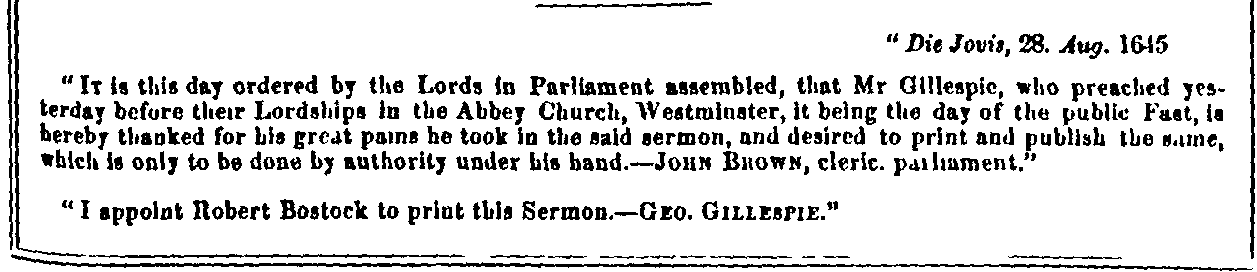 “ Die Jovis, 28. Aug. 1645
“ IT is this day ordered by the Lords in Parliament assembled, that Mr Gillespie, who preached yes-
terday before their Lordships in the Abbey Church, Westminster, it being the day of the public Fast, is
hereby thanked for his great pains he took in the said sermon, and desired to print and publish the same,
which is only to be done by authority under his hand.—JOHN BROWN, cleric. parliament.”
“ I appoint Robert Bostock to print this Sermon.—GEO. GILLESPIE.”